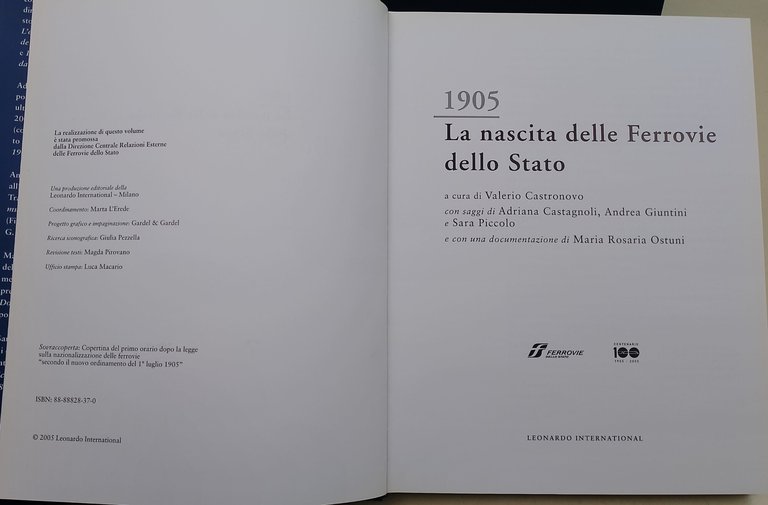 La realizzazione di questo volume
è stata promossa
dalla Direzione Centrale Relazioni Esterne
delle Ferrovie dello Stato
Una produzione editoriale della
Leonardo International – Milano
Coordinamento: Marta L'Erede
Progetto grafico e impaginazione: Gardel & Gardel
Ricerca iconografica: Giulia Pezzella
Revisione testi: Magda Pirovano
Ufficio stampa: Luca Macario
Sovraccoperta: Copertina del primo orario dopo la legge
sulla nazionalizzazione delle ferrovie
"secondo il nuovo ordinamento del 1° luglio 1905"
ISBN: 88-88828-37-0
© 2005 Leonardo International
1905
La nascita delle Ferrovie
dello Stato
a cura di Valerio Castronovo
con saggi di Adriana Castagnoli, Andrea Giuntini
e Sara Piccolo
e con una documentazione di Maria Rosaria Ostuni
FERROVIE
DELLO STATO
CENTENARIO
100
1905 - 2005
LEONARDO INTERNATIONAL